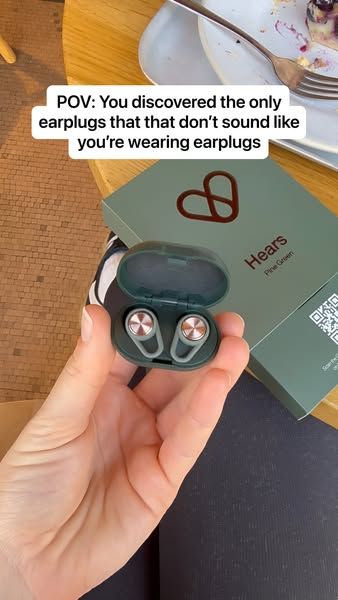 POV: You discovered the only
earplugs that that don't sound like
you're wearing earplugs
Hears
Pine Green